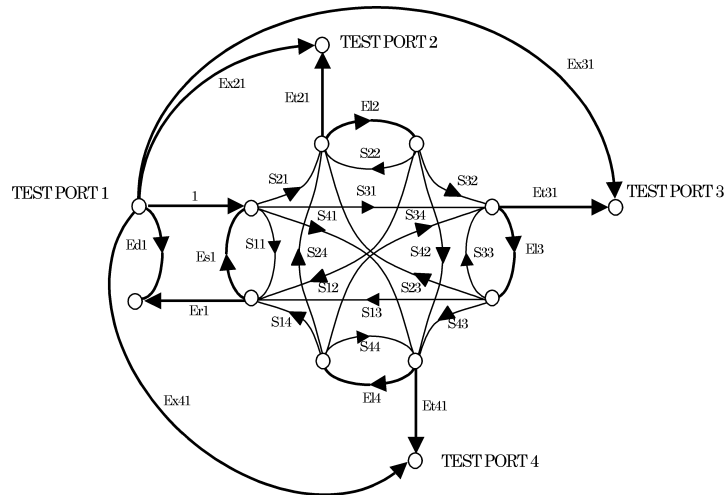 TEST PORT 2
Ex31
Ex21
Et21
El2
S22
S21
S31
S32
TEST PORT 1
1
Et31
TEST PORT 3
S41
S34
Ed1
Es1
S11
S24
S42
S33
El3
S12
S23
Er1
S13
S14
S43
S44
Ex41
El4
Et41
TEST PORT 4